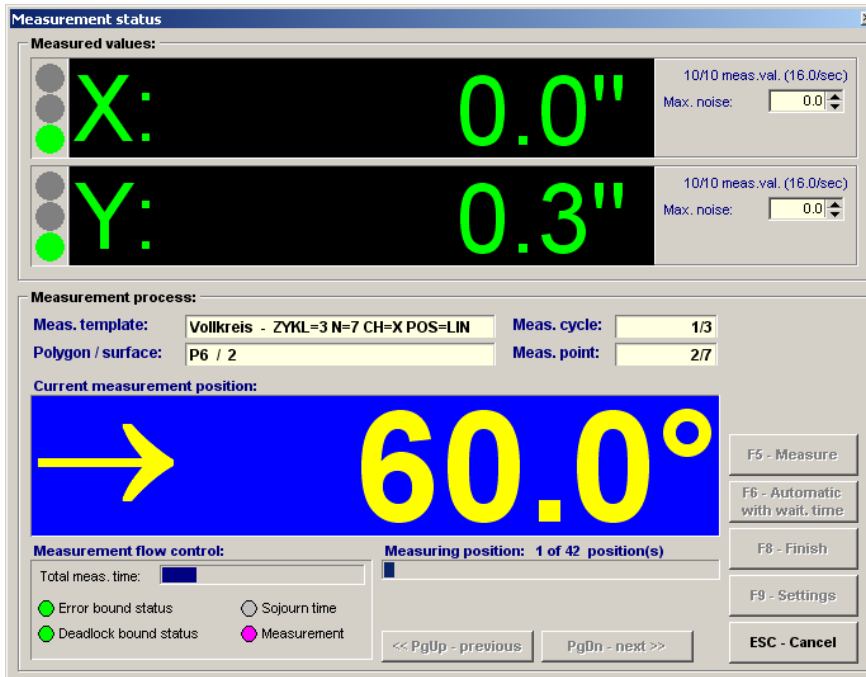 Measurement status
Measured values:
X: 0.0"
10/10 meas.val. (16.0/sec)
Max. noise: 0.0
Y: 0.3"
10/10 meas.val. (16.0/sec)
Max. noise: 0.0
Measurement process:
Meas. template: Vollkreis - ZYKL=3 N=7 CH=X POS=LIN Meas. cycle: 1/3
Polygon / surface: P6 / 2 Meas. point: 2/7
Current measurement position:
→ 60.0°
F5 - Measure
F6 - Automatic
with wait. time
F8 - Finish
F9 - Settings
ESC - Cancel
Measurement flow control:
Total meas. time:
Error bound status Sojourn time
Deadlock bound status Measurement
Measuring position: 1 of 42 position(s)
<< PgUp - previous PgDn - next >>